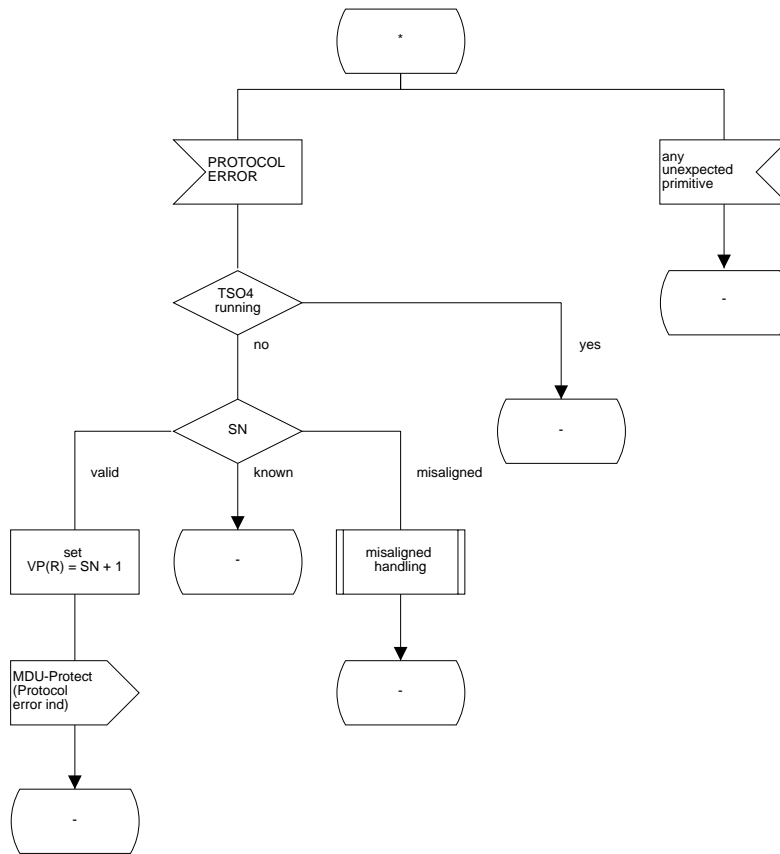 *
PROTOCOL
ERROR
any
unexpected
primitive
TSO4
running
-
no
yes
SN
-
valid
known
misaligned
set
VP(R) = SN + 1
-
misaligned
handling
MDU-Protect
(Protocol
error ind)
-
-